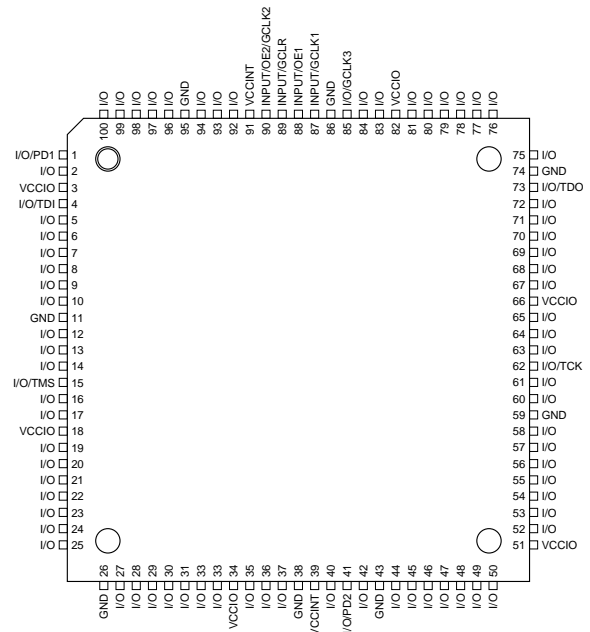 I/O 100
I/O 99
I/O 98
I/O 97
I/O 96
GND 95
I/O 94
I/O 93
I/O 92
VCCINT 91
INPUT/OE2/GCLK2 90
INPUT/GCLR 89
INPUT/OE1 88
INPUT/GCLK1 87
GND 86
I/O/GCLK3 85
I/O 84
I/O 83
VCCIO 82
I/O 81
I/O 80
I/O 79
I/O 78
I/O 77
I/O 76
I/O/PD1 1
I/O 2
VCCIO 3
I/O/TDI 4
I/O 5
I/O 6
I/O 7
I/O 8
I/O 9
I/O 10
GND 11
I/O 12
I/O 13
I/O 14
I/O/TMS 15
I/O 16
I/O 17
VCCIO 18
I/O 19
I/O 20
I/O 21
I/O 22
I/O 23
I/O 24
I/O 25
75 I/O
74 GND
73 I/O/TDO
72 I/O
71 I/O
70 I/O
69 I/O
68 I/O
67 I/O
66 VCCIO
65 I/O
64 I/O
63 I/O
62 I/O/TCK
61 I/O
60 I/O
59 GND
58 I/O
57 I/O
56 I/O
55 I/O
54 I/O
53 I/O
52 I/O
51 VCCIO
GND 26
I/O 27
I/O 28
I/O 29
I/O 30
I/O 31
I/O 33
I/O 33
VCCIO 34
I/O 35
I/O 36
I/O 37
GND 38
/CCINT 39
I/O 40
I/O/PD2 41
I/O 42
GND 43
I/O 44
I/O 45
I/O 46
I/O 47
I/O 48
I/O 49
I/O 50